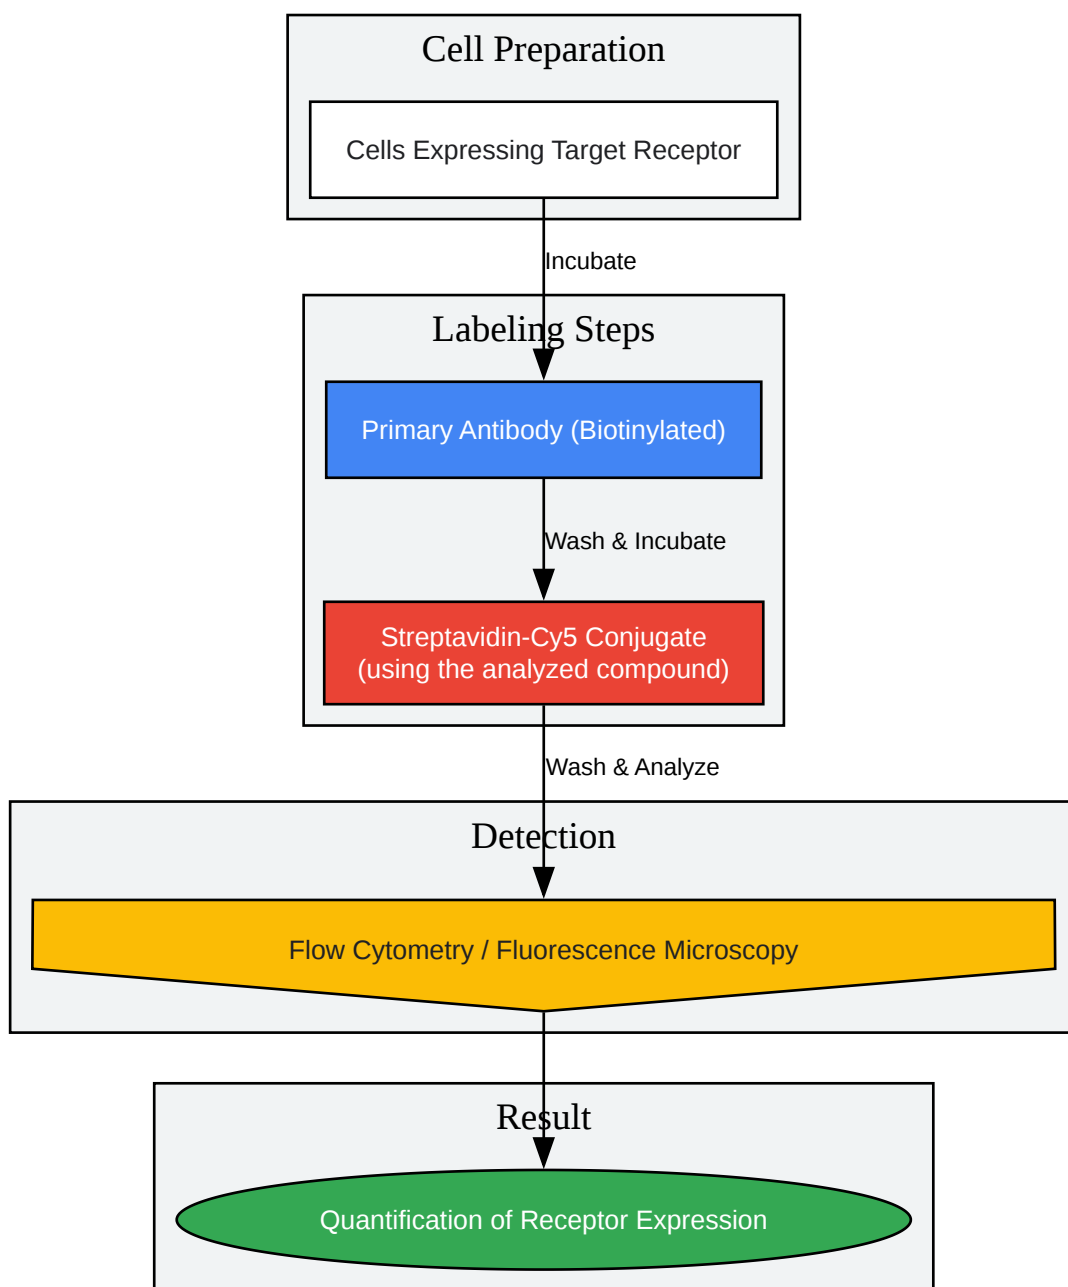 Cell Preparation
Cells Expressing Target Receptor
Incubate
Labeling Steps
Primary Antibody (Biotinylated)
Wash & Incubate
Streptavidin-Cy5 Conjugate
(using the analyzed compound)
Wash & Analyze
Detection
Flow Cytometry / Fluorescence Microscopy
Result
Quantification of Receptor Expression